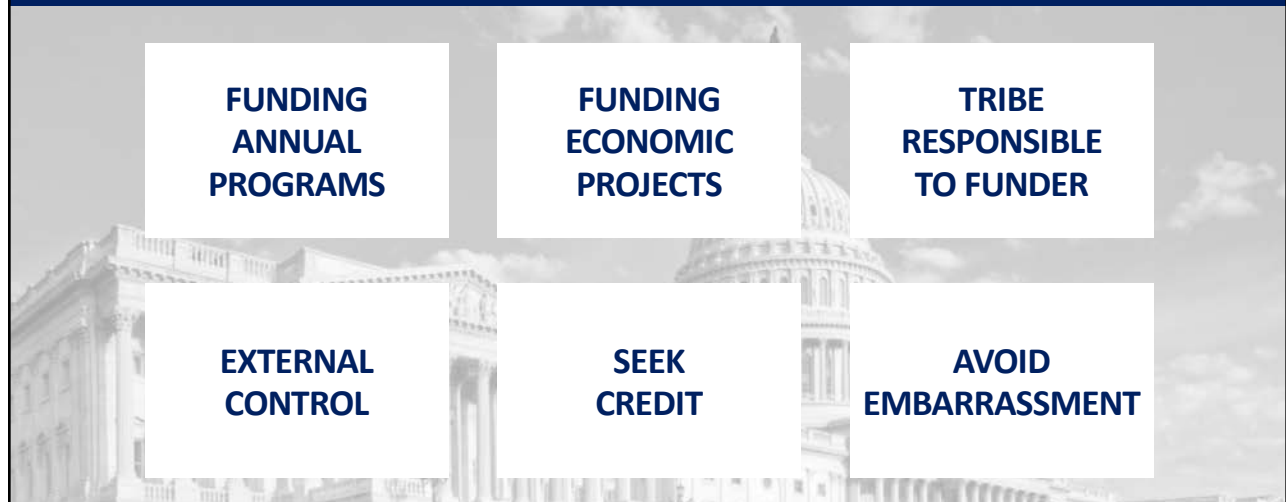 FUNDING
ANNUAL
PROGRAMS
FUNDING
ECONOMIC
PROJECTS
TRIBE
RESPONSIBLE
TO FUNDER
EXTERNAL
CONTROL
SEEK
CREDIT
AVOID
EMBARRASSMENT